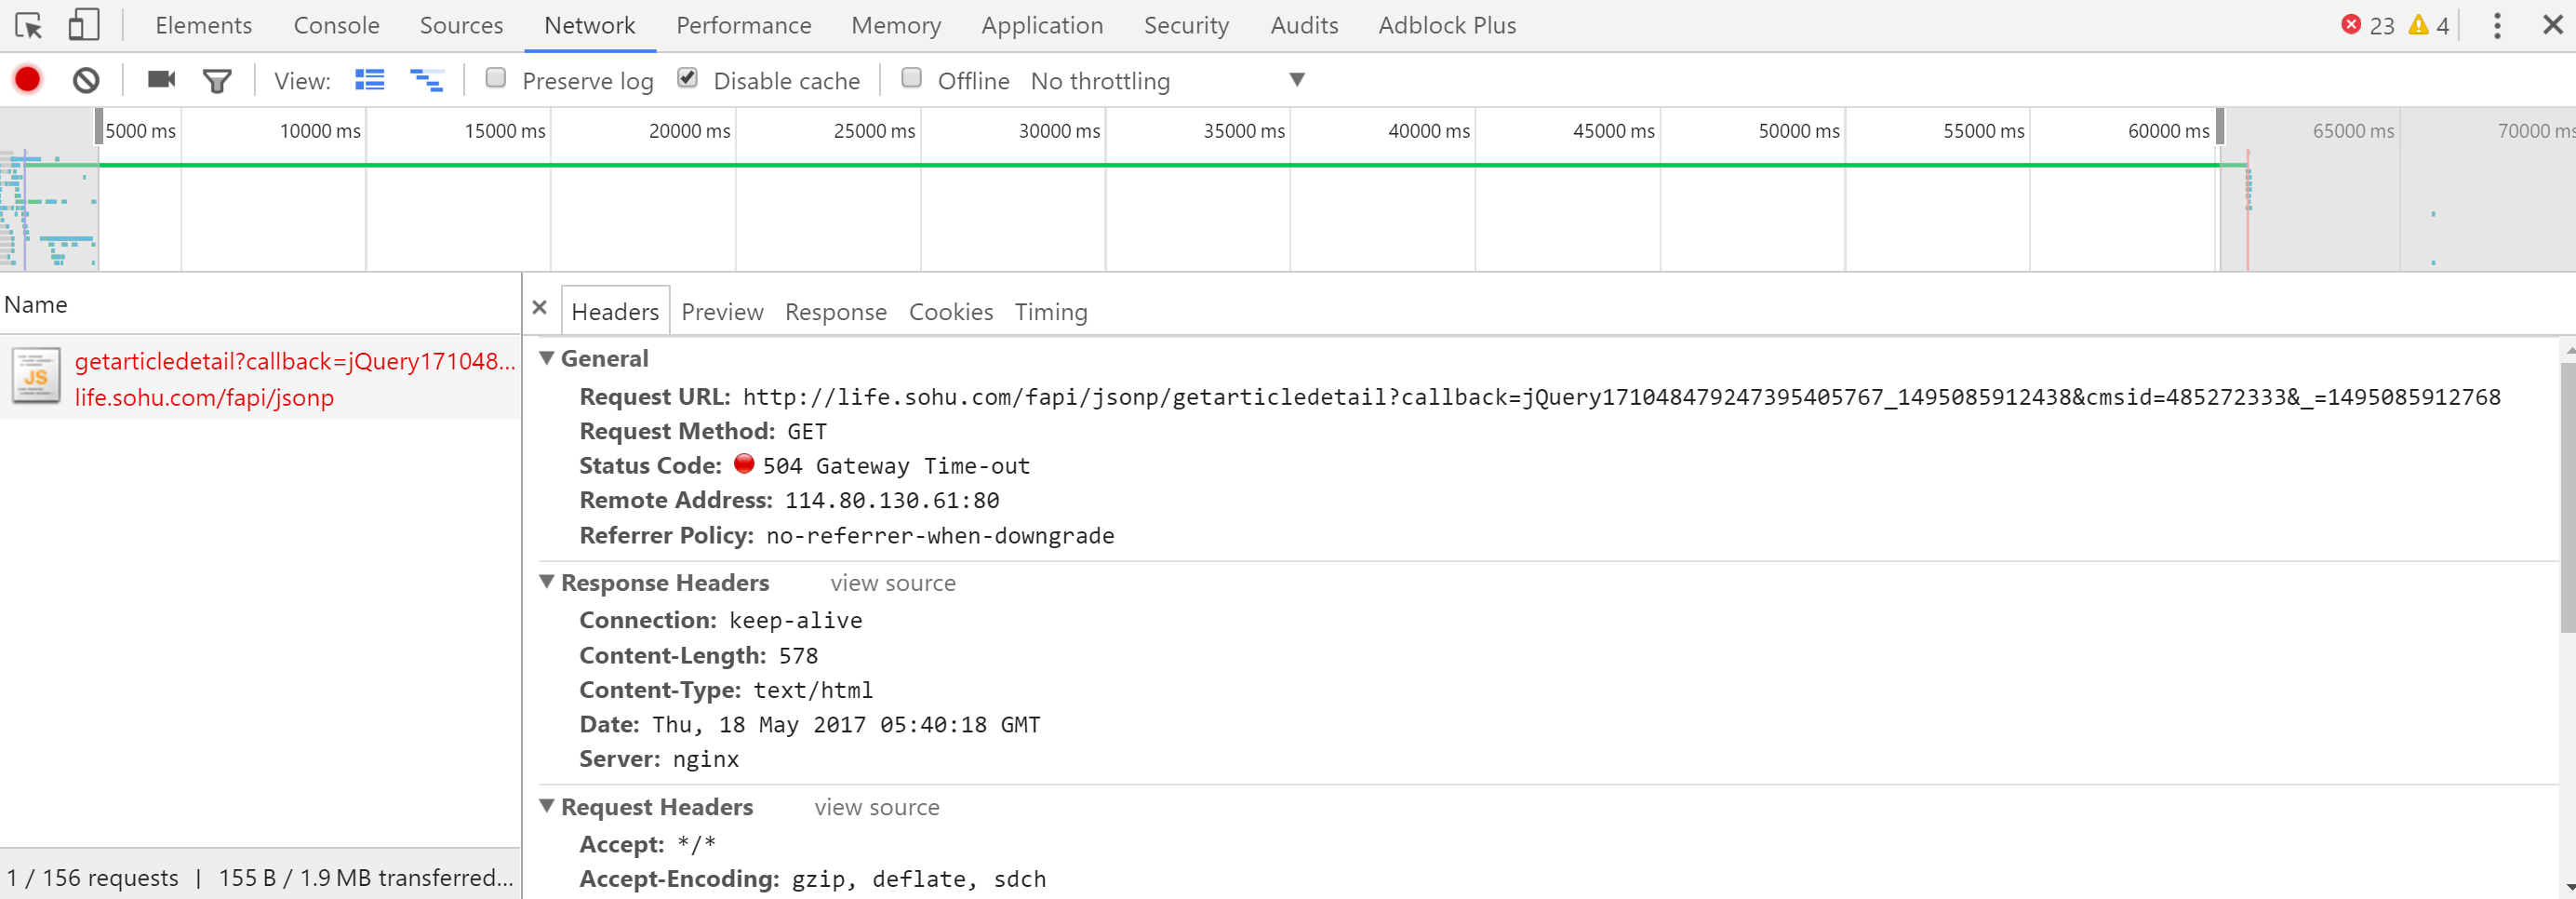 Elements Console Sources Network Performance Memory Application Security Audits Adblock Plus 23 4
View: Preserve log Disable cache Offline No throttling
5000 ms 10000 ms 15000 ms 20000 ms 25000 ms 30000 ms 35000 ms 40000 ms 45000 ms 50000 ms 55000 ms 60000 ms 65000 ms 70000 ms
Name
getarticledetail?callback=jQuery171048...
life.sohu.com/fapi/jsonp
JS
1 / 156 requests | 155 B / 1.9 MB transferred...
Headers Preview Response Cookies Timing
General
Request URL: http://life.sohu.com/fapi/jsonp/getarticledetail?callback=jQuery171048479247395405767_1495085912438&cmsid=485272333&_=1495085912768
Request Method: GET
Status Code: 504 Gateway Time-out
Remote Address: 114.80.130.61:80
Referrer Policy: no-referrer-when-downgrade
Response Headers view source
Connection: keep-alive
Content-Length: 578
Content-Type: text/html
Date: Thu, 18 May 2017 05:40:18 GMT
Server: nginx
Request Headers view source
Accept: */*
Accept-Encoding: gzip, deflate, sdch